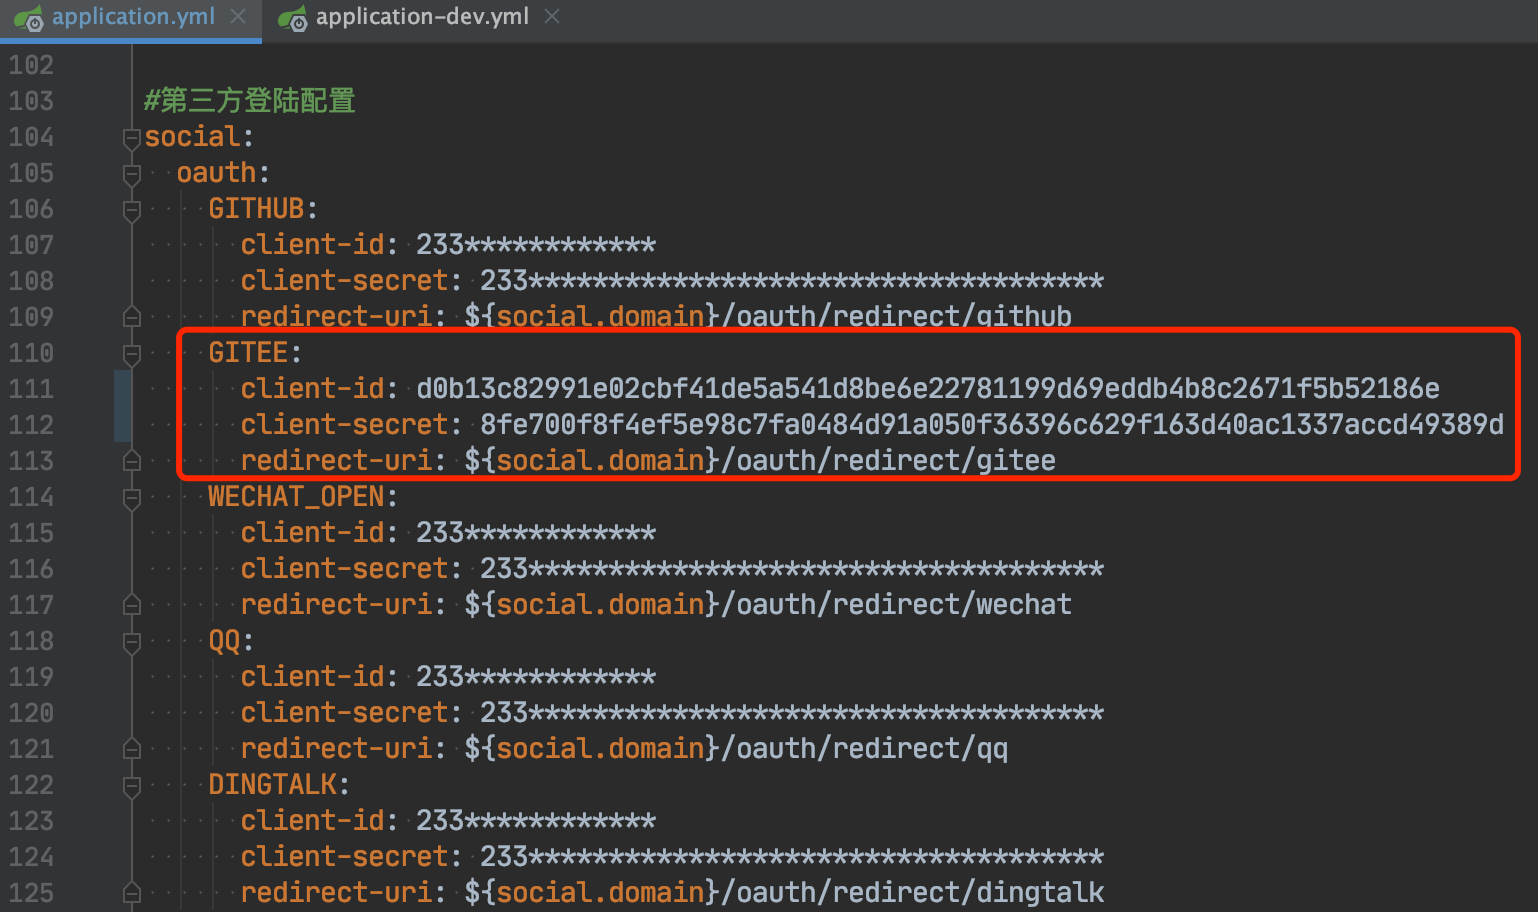 application.yml application-dev.yml
102
103 #第三方登陆配置
104 social:
105 oauth:
106 GITHUB:
107 client-id: 233************
108 client-secret: 233************************************
109 redirect-uri: ${social.domain}/oauth/redirect/github
110 GITEE:
111 client-id: d0b13c82991e02cbf41de5a541d8be6e22781199d69eddb4b8c2671f5b52186e
112 client-secret: 8fe700f8f4ef5e98c7fa0484d91a050f36396c629f163d40ac1337accd49389d
113 redirect-uri: ${social.domain}/oauth/redirect/gitee
114 WECHAT_OPEN:
115 client-id: 233************
116 client-secret: 233************************************
117 redirect-uri: ${social.domain}/oauth/redirect/wechat
118 QQ:
119 client-id: 233************
120 client-secret: 233************************************
121 redirect-uri: ${social.domain}/oauth/redirect/qq
122 DINGTALK:
123 client-id: 233************
124 client-secret: 233************************************
125 redirect-uri: ${social.domain}/oauth/redirect/dingtalk